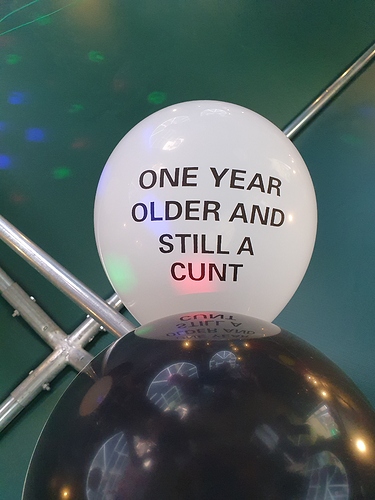 ONE YEAR
OLDER AND
STILL A
CUNT